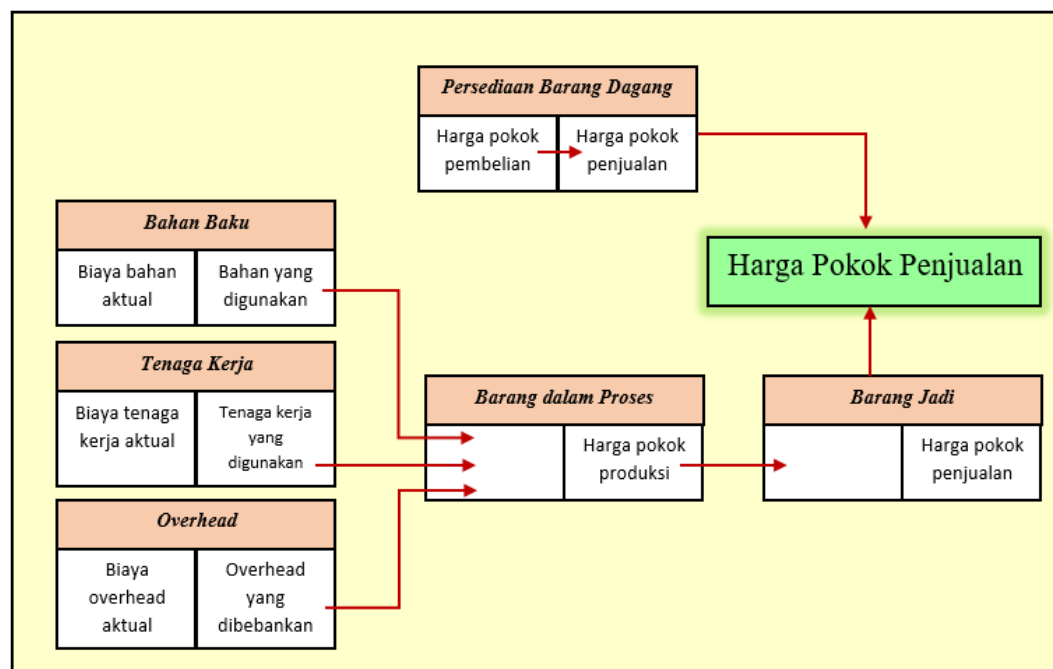 Persediaan Barang Dagang
Harga pokok
pembelian
Harga pokok
penjualan
Harga Pokok Penjualan
Bahan Baku
Biaya bahan
aktual
Bahan yang
digunakan
Tenaga Kerja
Biaya tenaga
kerja aktual
Tenaga kerja
yang
digunakan
Overhead
Biaya
overhead
aktual
Overhead
yang
dibebankan
Barang dalam Proses
Harga pokok
produksi
Barang Jadi
Harga pokok
penjualan